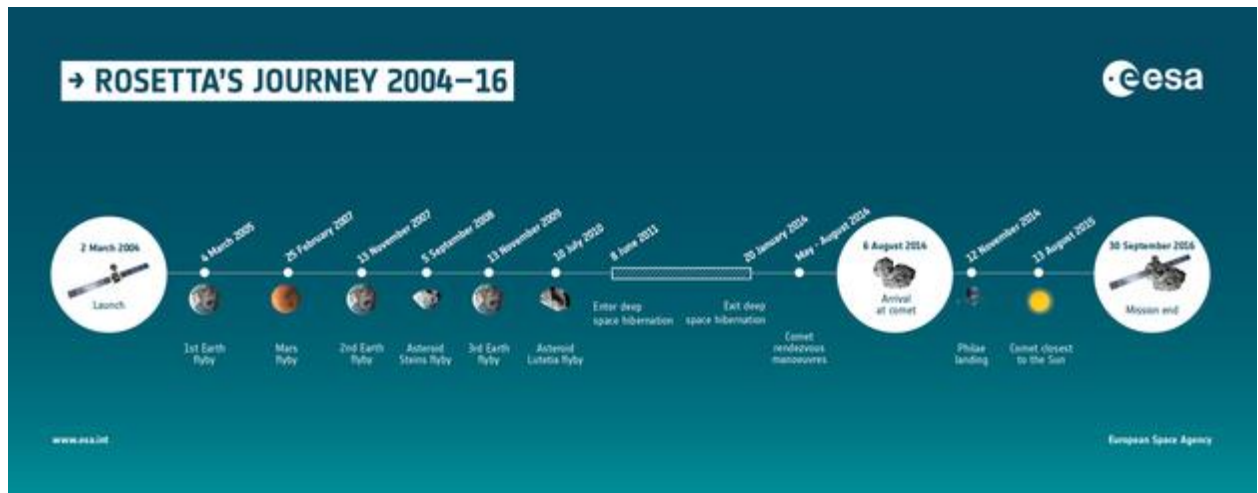 → ROSETTA'S JOURNEY 2004–16
esa
2 March 2004
Launch
4 March 2005
1st Earth
flyby
25 February 2007
Mars
flyby
13 November 2007
2nd Earth
flyby
5 September 2008
Asteroid
Steins flyby
13 November 2009
3rd Earth
flyby
10 July 2010
Asteroid
Lutetia flyby
8 June 2011
Enter deep
space hibernation
20 January 2014
Exit deep
space hibernation
May - August 2014
Comet
rendezvous
manoeuvres
6 August 2014
Arrival
at comet
12 November 2014
Philae
landing
13 August 2015
Comet closest
to the Sun
30 September 2016
Mission end
www.esa.int
European Space Agency